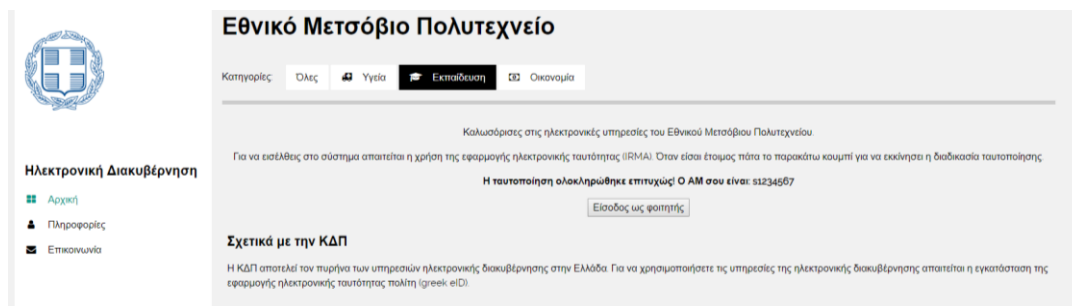 Εθνικό Μετσόβιο Πολυτεχνείο
Κατηγορίες: Όλες Υγεία Εκπαίδευση Οικονομία
Καλωσόρισες στις ηλεκτρονικές υπηρεσίες του Εθνικού Μετσόβιου Πολυτεχνείου.
Για να εισέλθεις στο σύστημα απαιτείται η χρήση της εφαρμογής ηλεκτρονικής ταυτότητας (IRMA). Όταν είσαι έτοιμος πάτα το παρακάτω κουμπί για να εκκίνησει η διαδικασία ταυτοποίησης
Η ταυτοποίηση ολοκληρώθηκε επιτυχώς! Ο ΑΜ σου είναι: s1234567
Είσοδος ως φοιτητής
Ηλεκτρονική Διακυβέρνηση
Αρχική
Πληροφορίες
Επικοινωνία
Σχετικά με την ΚΔΠ
Η ΚΔΠ αποτελεί τον πυρήνα των υπηρεσιών ηλεκτρονικής διακυβέρνησης στην Ελλάδα. Για να χρησιμοποιήσετε τις υπηρεσίες της ηλεκτρονικής διακυβέρνησης απαιτείται η εγκατάσταση της
εφαρμογής ηλεκτρονικής ταυτότητας πολίτη (greek eID).